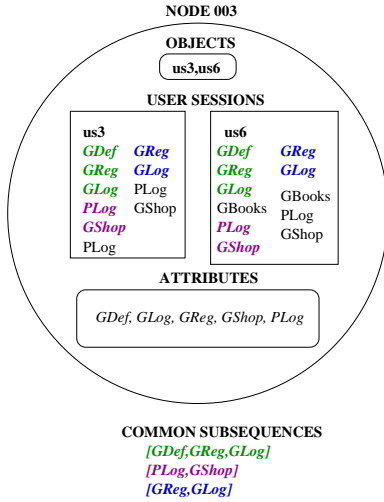 NODE 003
OBJECTS
us3,us6
USER SESSIONS
us3
GDef GReg
GReg GLog
GLog PLog
PLog GShop
GShop
PLog
us6
GDef GReg
GReg GLog
GLog
GBooks GBooks
PLog PLog
GShop GShop
ATTRIBUTES
GDef, GLog, GReg, GShop, PLog
COMMON SUBSEQUENCES
[GDef,GReg,GLog]
[PLog,GShop]
[GReg,GLog]